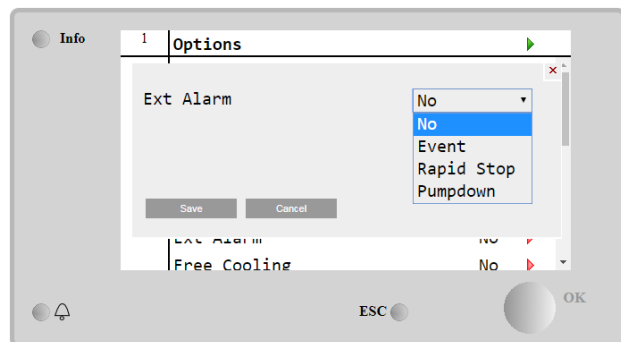 Info
1 Options
Ext Alarm No
No
Event
Rapid Stop
Pumpdown
Save Cancel
Ext Alarm No
Free Cooling No
ESC
OK